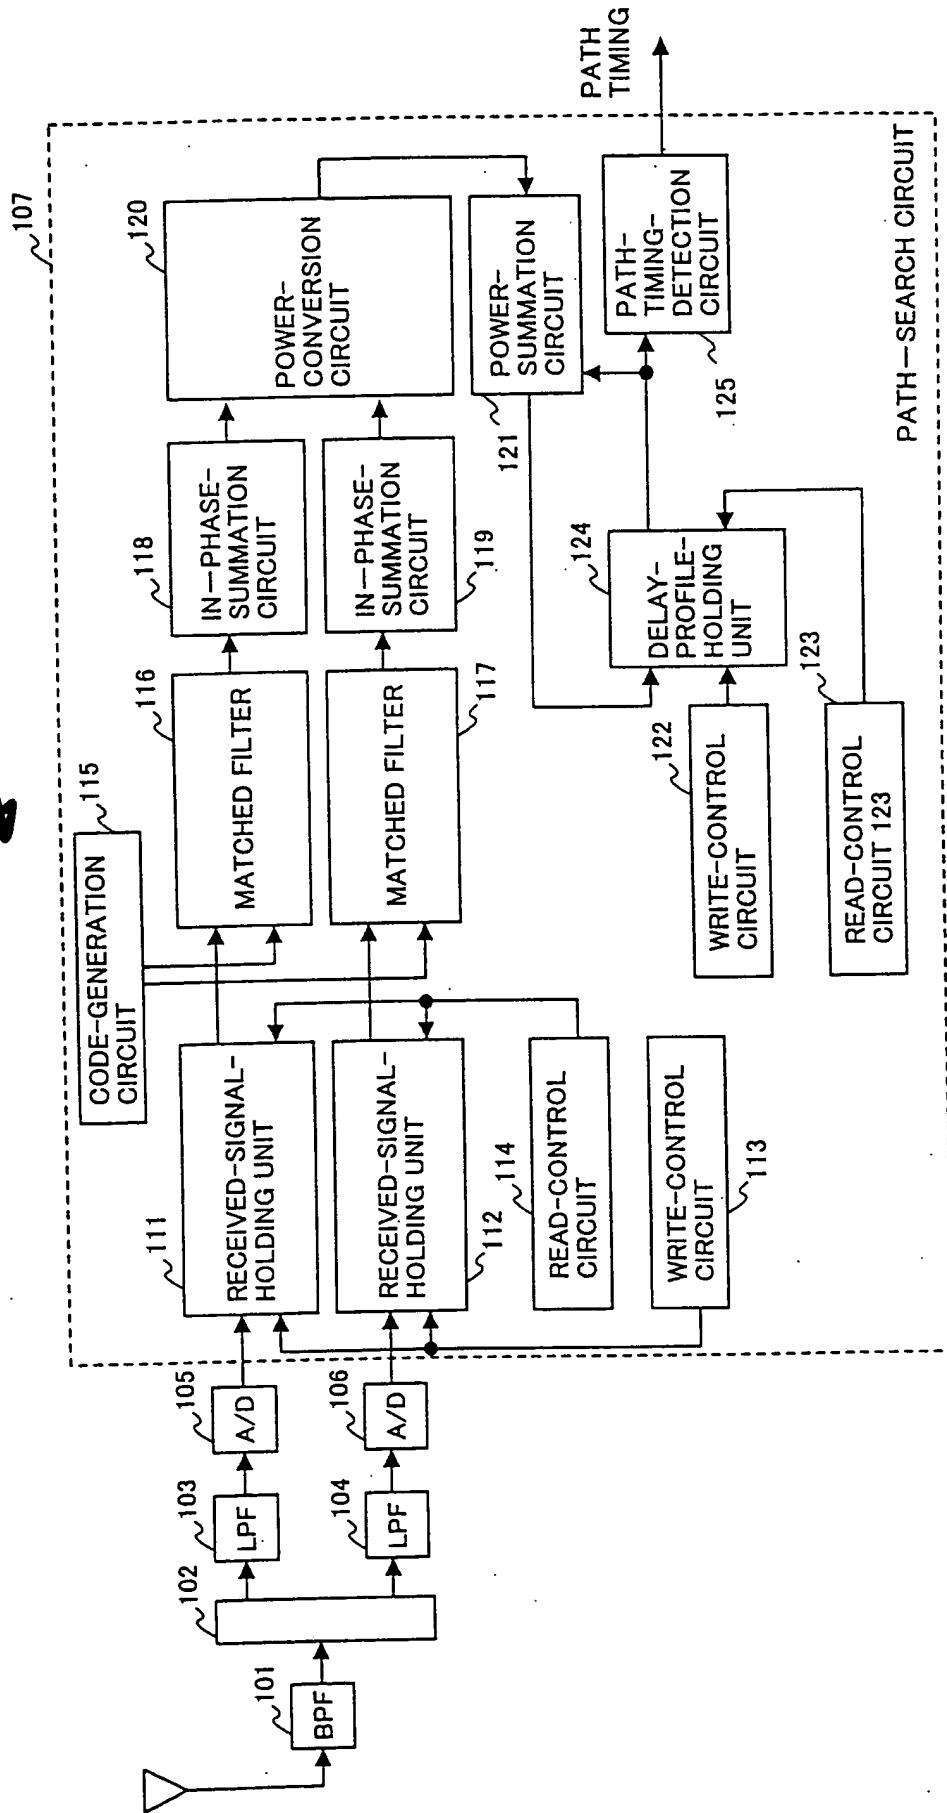 107
115
CODE-GENERATION
CIRCUIT
101
BPF
102
103
LPF
104
LPF
105
A/D
106
A/D
111
RECEIVED-SIGNAL-
HOLDING UNIT
RECEIVED-SIGNAL-
HOLDING UNIT
112
114
READ-CONTROL
CIRCUIT
WRITE-CONTROL
CIRCUIT
113
116
MATCHED FILTER
MATCHED FILTER
117
118
IN-PHASE-
SUMMATION
CIRCUIT
IN-PHASE-
SUMMATION
CIRCUIT
119
120
POWER-
CONVERSION
CIRCUIT
POWER-
SUMMATION
CIRCUIT
121
122
WRITE-CONTROL
CIRCUIT
123
READ-CONTROL
CIRCUIT 123
124
DELAY-
PROFILE-
HOLDING
UNIT
PATH-
TIMING-
DETECTION
CIRCUIT
125
PATH
TIMING
PATH-SEARCH CIRCUIT